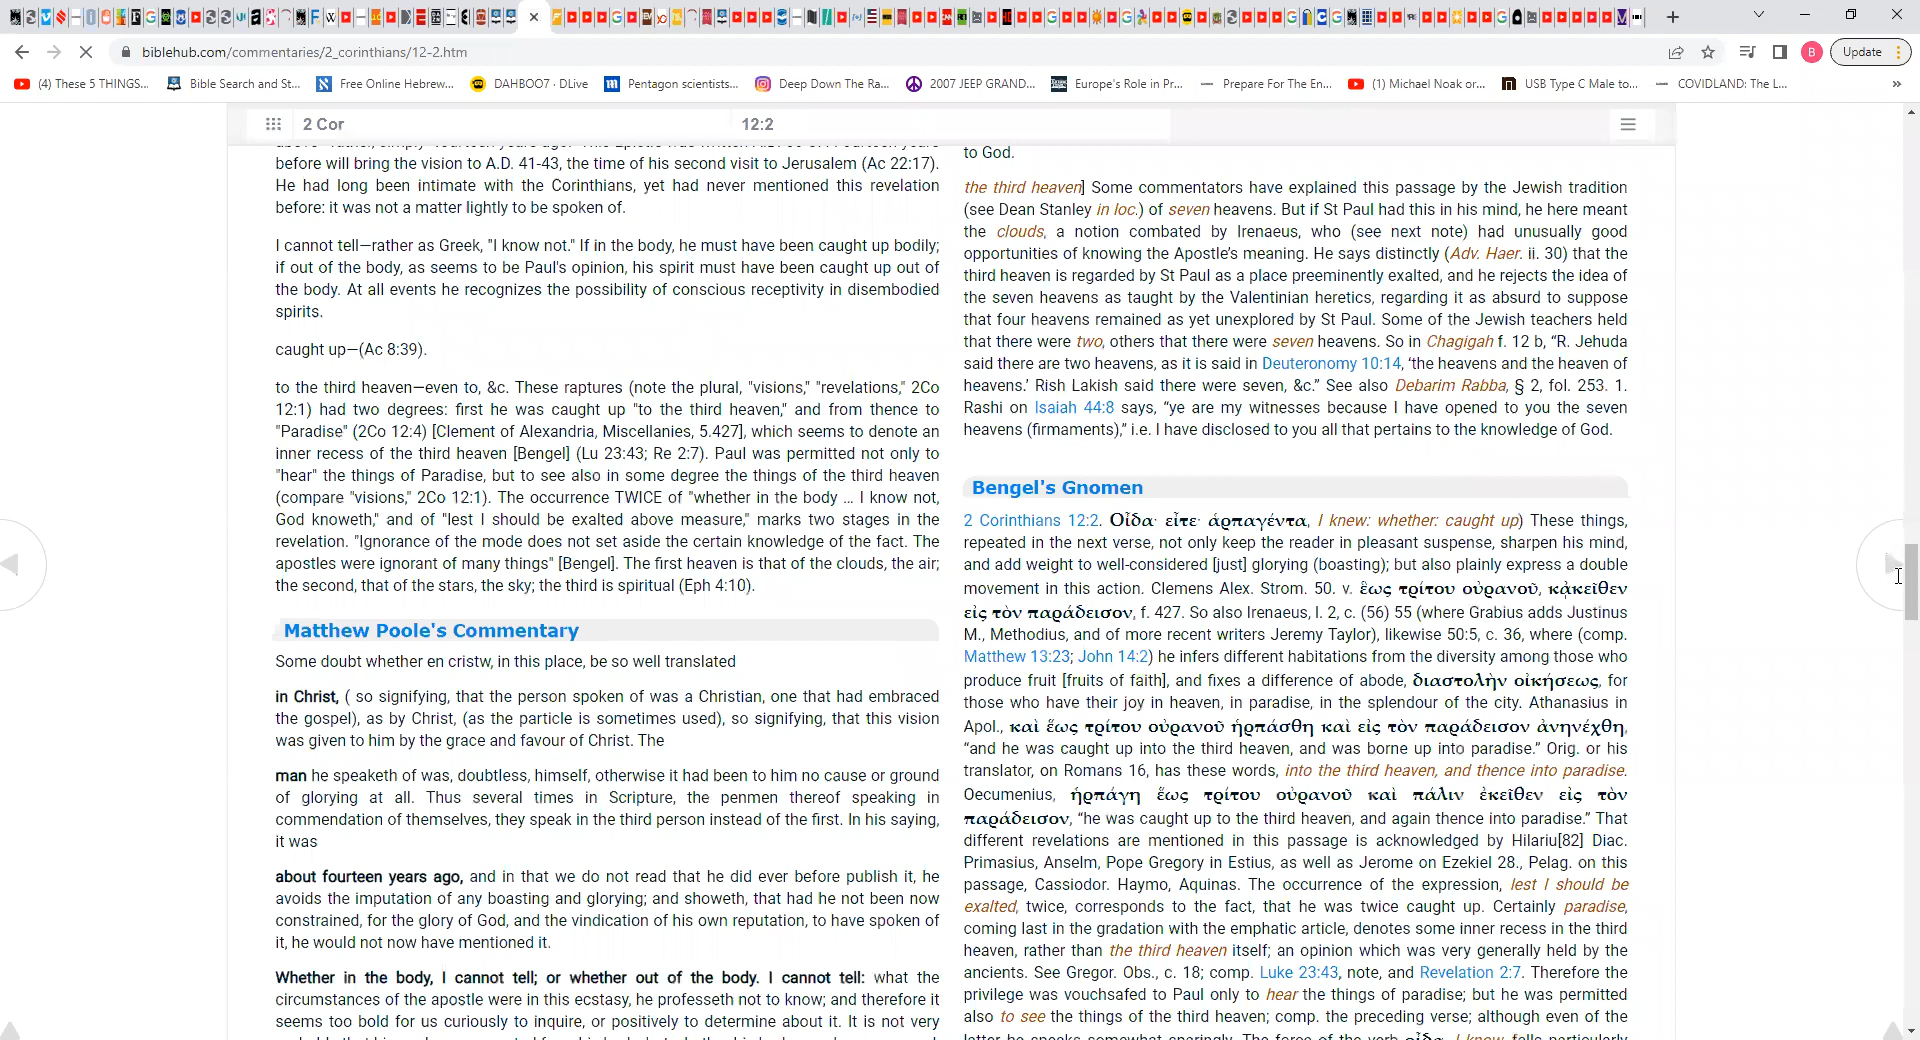 biblehub.com/commentaries/2_corinthians/12-2.htm
B
Update
(4) These 5 THINGS...
Bible Search and St...
Free Online Hebrew...
DAHBOO7 · DLive
Pentagon scientists...
Deep Down The Ra...
2007 JEEP GRAND...
Europe's Role in Pr...
Prepare For The En...
(1) Michael Noak or...
USB Type C Male to...
COVIDLAND: The L...
»
2 Cor
12:2
before will bring the vision to A.D. 41-43, the time of his second visit to Jerusalem (Ac 22:17).
He had long been intimate with the Corinthians, yet had never mentioned this revelation
before: it was not a matter lightly to be spoken of.
I cannot tell—rather as Greek, "I know not." If in the body, he must have been caught up bodily;
if out of the body, as seems to be Paul's opinion, his spirit must have been caught up out of
the body. At all events he recognizes the possibility of conscious receptivity in disembodied
spirits.
caught up—(Ac 8:39).
to the third heaven—even to, &c. These raptures (note the plural, "visions," "revelations," 2Co
12:1) had two degrees: first he was caught up "to the third heaven," and from thence to
"Paradise" (2Co 12:4) [Clement of Alexandria, Miscellanies, 5.427], which seems to denote an
inner recess of the third heaven [Bengel] (Lu 23:43; Re 2:7). Paul was permitted not only to
"hear" the things of Paradise, but to see also in some degree the things of the third heaven
(compare "visions," 2Co 12:1). The occurrence TWICE of "whether in the body … I know not,
God knoweth," and of "lest I should be exalted above measure," marks two stages in the
revelation. "Ignorance of the mode does not set aside the certain knowledge of the fact. The
apostles were ignorant of many things" [Bengel]. The first heaven is that of the clouds, the air;
the second, that of the stars, the sky; the third is spiritual (Eph 4:10).
Matthew Poole's Commentary
Some doubt whether en cristw, in this place, be so well translated
in Christ, ( so signifying, that the person spoken of was a Christian, one that had embraced
the gospel), as by Christ, (as the particle is sometimes used), so signifying, that this vision
was given to him by the grace and favour of Christ. The
man he speaketh of was, doubtless, himself, otherwise it had been to him no cause or ground
of glorying at all. Thus several times in Scripture, the penmen thereof speaking in
commendation of themselves, they speak in the third person instead of the first. In his saying,
it was
about fourteen years ago, and in that we do not read that he did ever before publish it, he
avoids the imputation of any boasting and glorying; and showeth, that had he not been now
constrained, for the glory of God, and the vindication of his own reputation, to have spoken of
it, he would not now have mentioned it.
Whether in the body, I cannot tell; or whether out of the body. I cannot tell: what the
circumstances of the apostle were in this ecstasy, he professeth not to know; and therefore it
seems too bold for us curiously to inquire, or positively to determine about it. It is not very
to God.
the third heaven] Some commentators have explained this passage by the Jewish tradition
(see Dean Stanley in loc.) of seven heavens. But if St Paul had this in his mind, he here meant
the clouds, a notion combated by Irenaeus, who (see next note) had unusually good
opportunities of knowing the Apostle's meaning. He says distinctly (Adv. Haer. ii. 30) that the
third heaven is regarded by St Paul as a place preeminently exalted, and he rejects the idea of
the seven heavens as taught by the Valentinian heretics, regarding it as absurd to suppose
that four heavens remained as yet unexplored by St Paul. Some of the Jewish teachers held
that there were two, others that there were seven heavens. So in Chagigah f. 12 b, “R. Jehuda
said there are two heavens, as it is said in Deuteronomy 10:14, ‘the heavens and the heaven of
heavens.’ Rish Lakish said there were seven, &c.” See also Debarim Rabba, § 2, fol. 253. 1.
Rashi on Isaiah 44:8 says, “ye are my witnesses because I have opened to you the seven
heavens (firmaments),” i.e. I have disclosed to you all that pertains to the knowledge of God.
Bengel's Gnomen
2 Corinthians 12:2. Οἶδα· εἴτε· ἁρπαγέντα, I knew: whether: caught up) These things,
repeated in the next verse, not only keep the reader in pleasant suspense, sharpen his mind,
and add weight to well-considered [just] glorying (boasting); but also plainly express a double
movement in this action. Clemens Alex. Strom. 50. v. ἕως τρίτου οὐρανοῦ, κἀκεῖθεν
εἰς τὸν παράδεισον, f. 427. So also Irenaeus, l. 2, c. (56) 55 (where Grabius adds Justinus
M., Methodius, and of more recent writers Jeremy Taylor), likewise 50:5, c. 36, where (comp.
Matthew 13:23; John 14:2) he infers different habitations from the diversity among those who
produce fruit [fruits of faith], and fixes a difference of abode, διαστολὴν οἰκήσεως, for
those who have their joy in heaven, in paradise, in the splendour of the city. Athanasius in
Apol., καὶ ἕως τρίτου οὐρανοῦ ἡρπάσθη καὶ εἰς τὸν παράδεισον ἀνηνέχθη,
“and he was caught up into the third heaven, and was borne up into paradise.” Orig. or his
translator, on Romans 16, has these words, into the third heaven, and thence into paradise.
Oecumenius, ἡρπάγη ἕως τρίτου οὐρανοῦ καὶ πάλιν ἐκεῖθεν εἰς τὸν
παράδεισον, “he was caught up to the third heaven, and again thence into paradise.” That
different revelations are mentioned in this passage is acknowledged by Hilariu[82] Diac.
Primasius, Anselm, Pope Gregory in Estius, as well as Jerome on Ezekiel 28., Pelag. on this
passage, Cassiodor. Haymo, Aquinas. The occurrence of the expression, lest I should be
exalted, twice, corresponds to the fact, that he was twice caught up. Certainly paradise,
coming last in the gradation with the emphatic article, denotes some inner recess in the third
heaven, rather than the third heaven itself; an opinion which was very generally held by the
ancients. See Gregor. Obs., c. 18; comp. Luke 23:43, note, and Revelation 2:7. Therefore the
privilege was vouchsafed to Paul only to hear the things of paradise; but he was permitted
also to see the things of the third heaven; comp. the preceding verse; although even of the